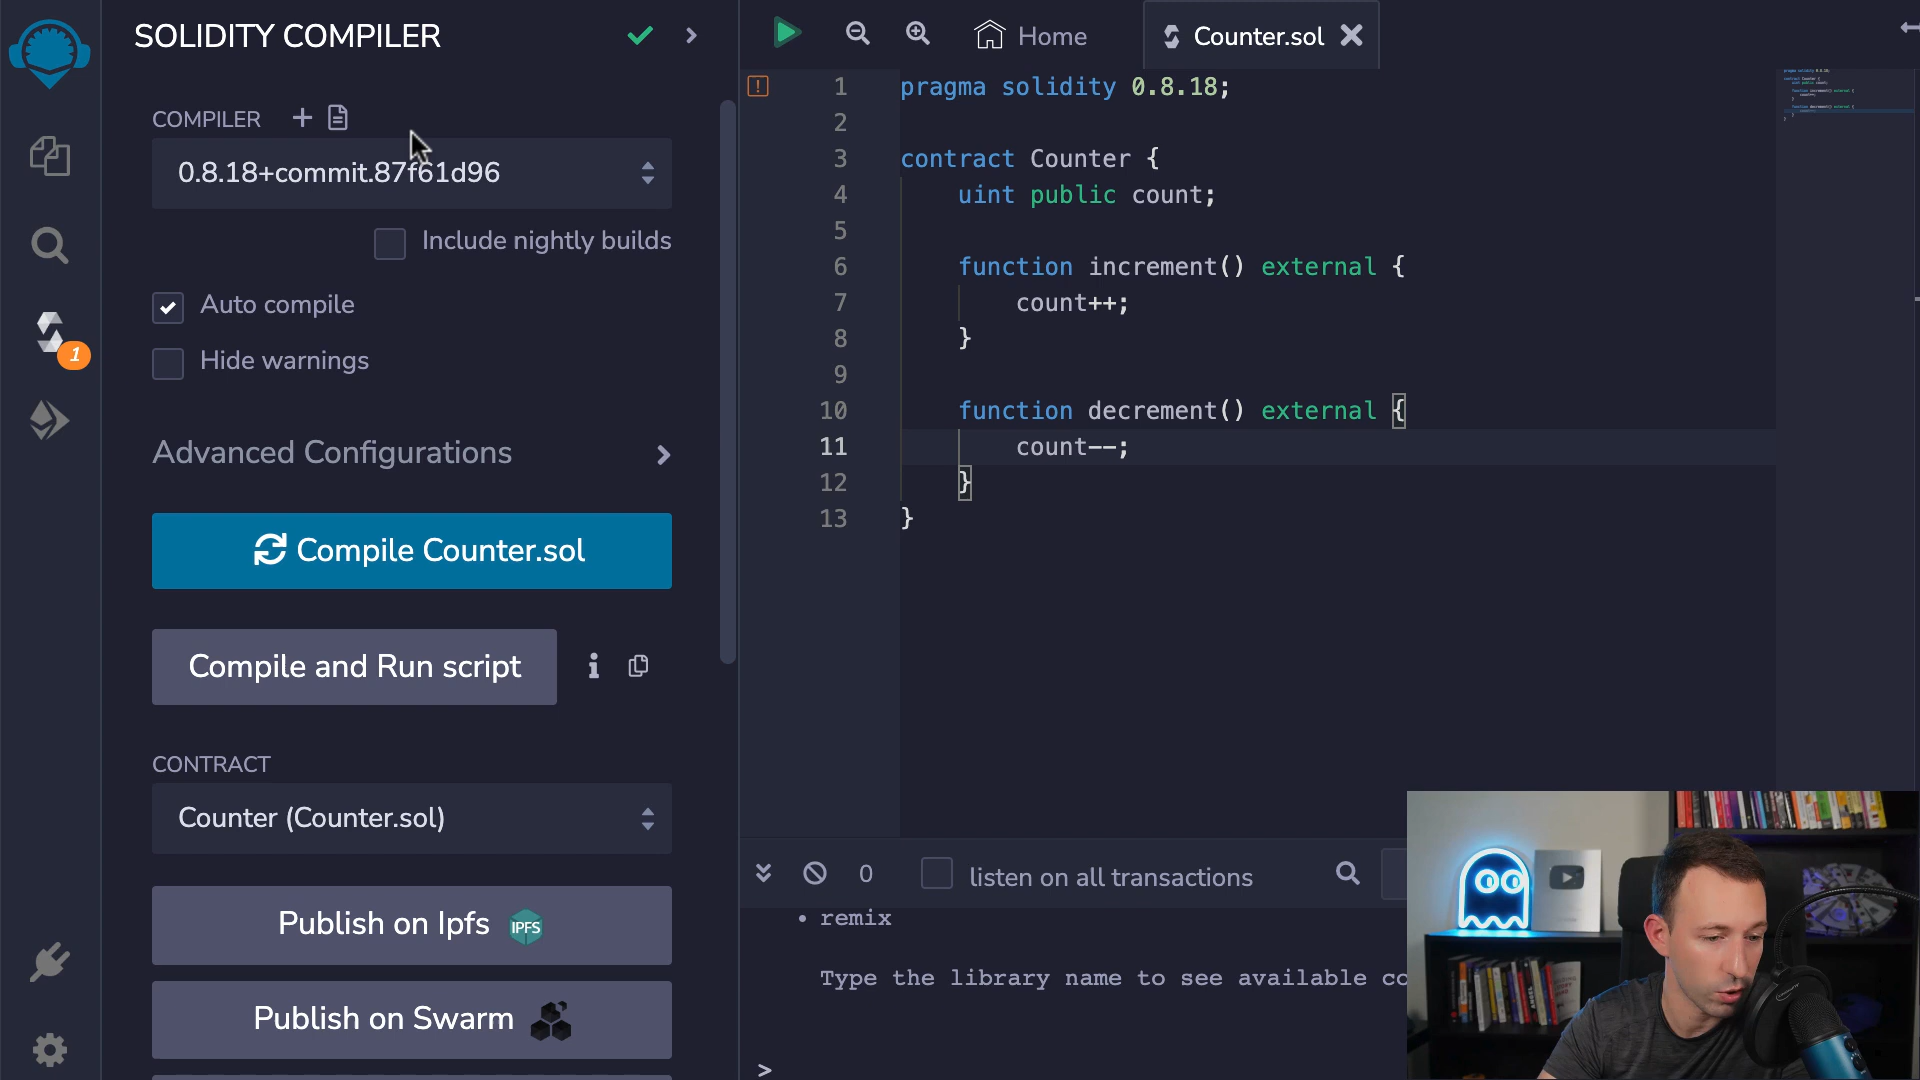 SOLIDITY COMPILER
COMPILER
0.8.18+commit.87f61d96
Include nightly builds
Auto compile
Hide warnings
1
Advanced Configurations
Compile Counter.sol
Compile and Run script
CONTRACT
Counter (Counter.sol)
Publish on Ipfs IPFS
Publish on Swarm
Home
Counter.sol
1 pragma solidity 0.8.18;
2
3 contract Counter {
4 uint public count;
5
6 function increment() external {
7 count++;
8 }
9
10 function decrement() external {
11 count--;
12 }
13 }
0 listen on all transactions
• remix
Type the library name to see available co
>